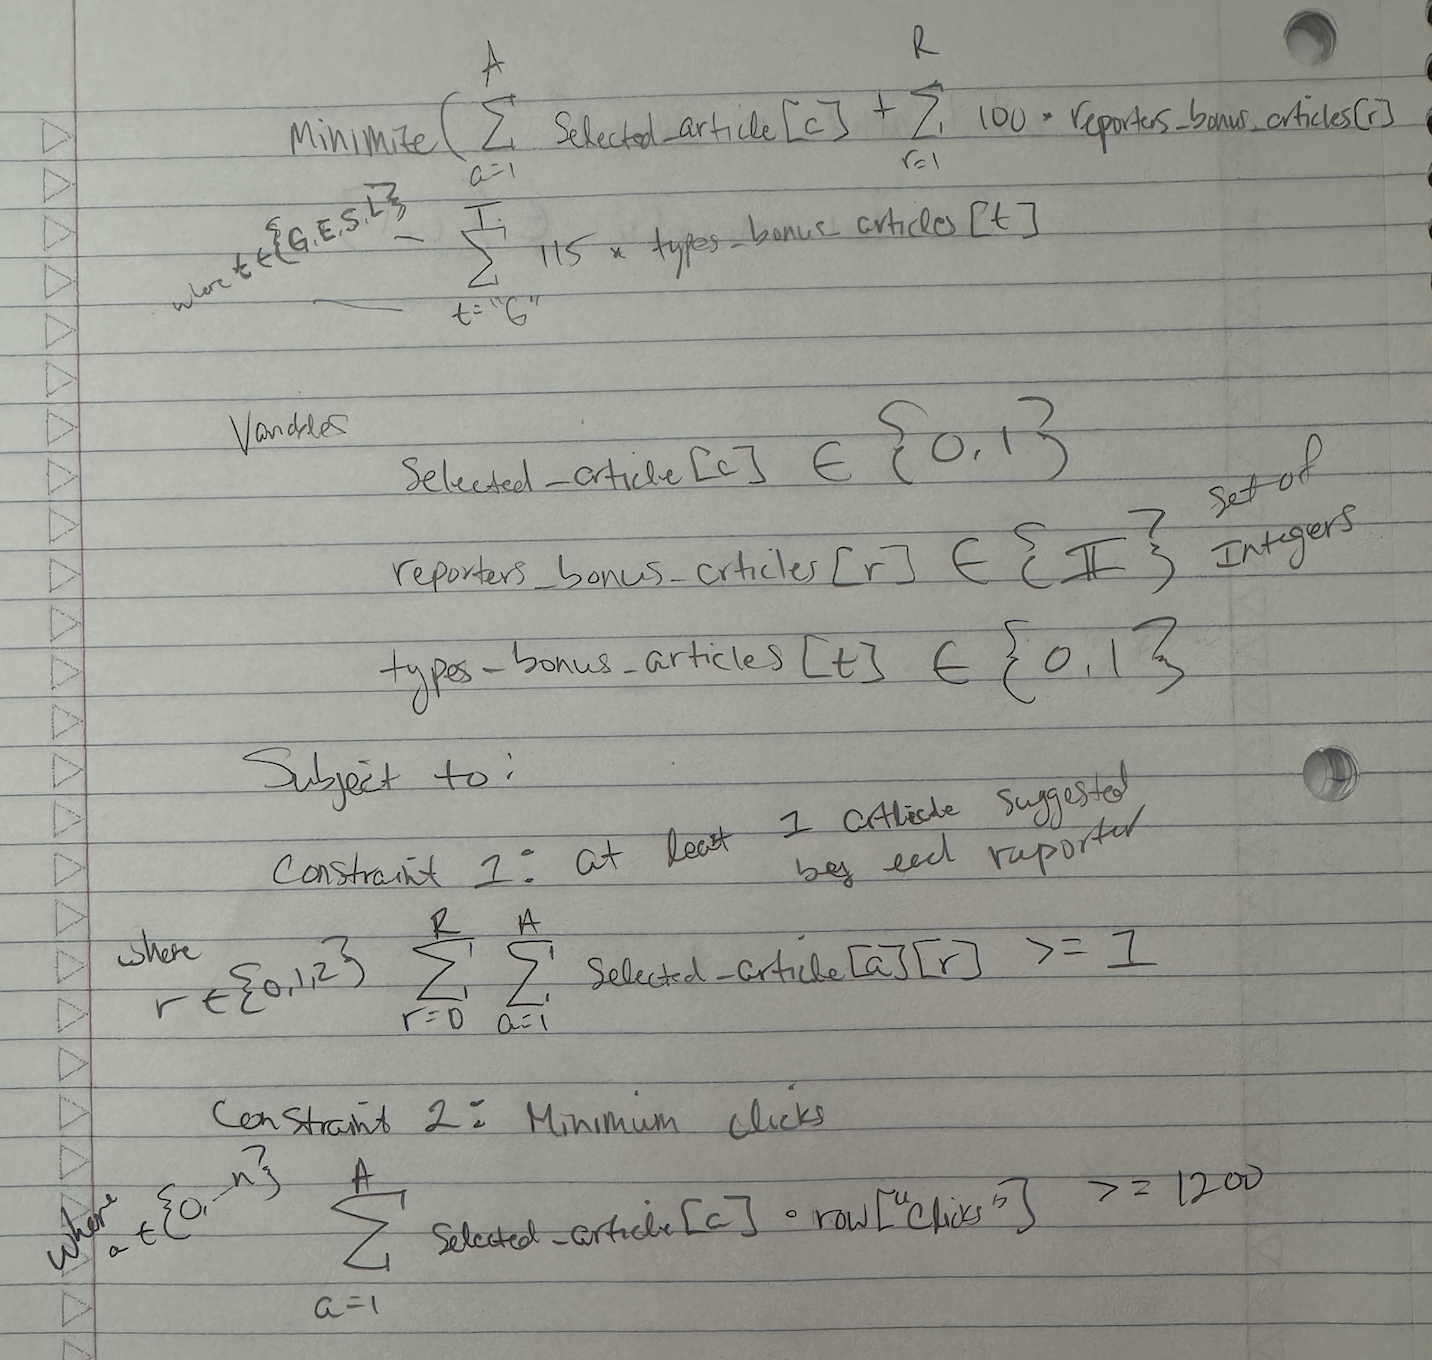 A R
Minimize ( ∑ Selected_article [a] + ∑ 100 • reporters_bonus_articles [r]
a=1 r=1
where t ∈ {G, E, S, L} T
— ∑ 115 * types_bonus_articles [t]
t="G"
Variables
Selected_article [a] ∈ {0,1}
reporters_bonus_articles [r] ∈ {𝕀} set of Integers
types_bonus_articles [t] ∈ {0,1}
Subject to:
Constraint 1: at least 1 article suggested
by each reporter
R A
where r ∈ {0,1,2} ∑ ∑ Selected_article [a][r] >= 1
r=0 a=1
Constraint 2: Minimum clicks
A
where a ∈ {0,..n} ∑ Selected_article [a] • row["Clicks"] >= 1200
a=1